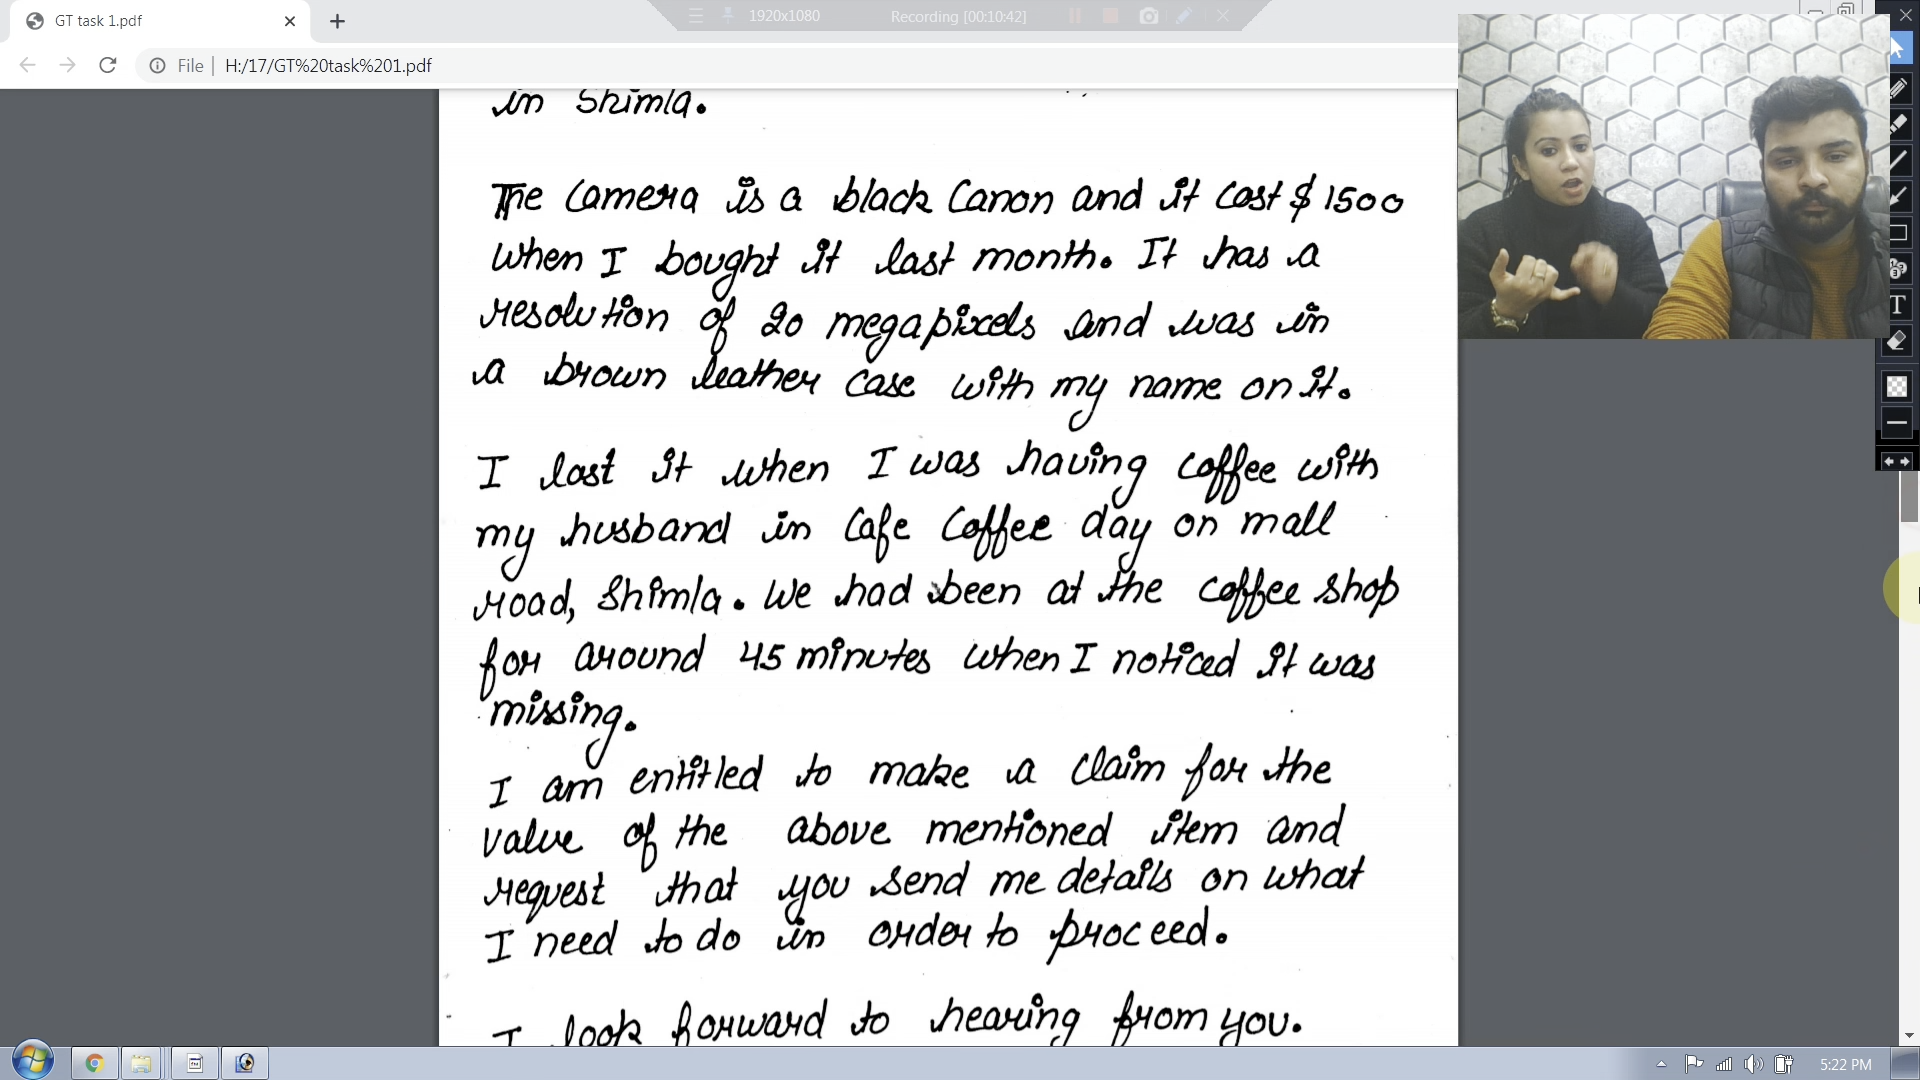 GT task 1.pdf
1920x1080
Recording [00:10:42]
File | H:/17/GT%20task%201.pdf
in Shimla.
The Camera is a black Canon and it cost $ 1500
when I bought it last month. It has a
resolution of 20 megapixels and was in
a brown leather case with my name on it.
I lost it when I was having coffee with
my husband in Cafe Coffee day on mall
road, Shimla. We had been at the coffee shop
for around 45 minutes when I noticed it was
missing.
I am entitled to make a claim for the
value of the above mentioned item and
request that you send me details on what
I need to do in order to proceed.
I look forward to hearing from you.
5:22 PM